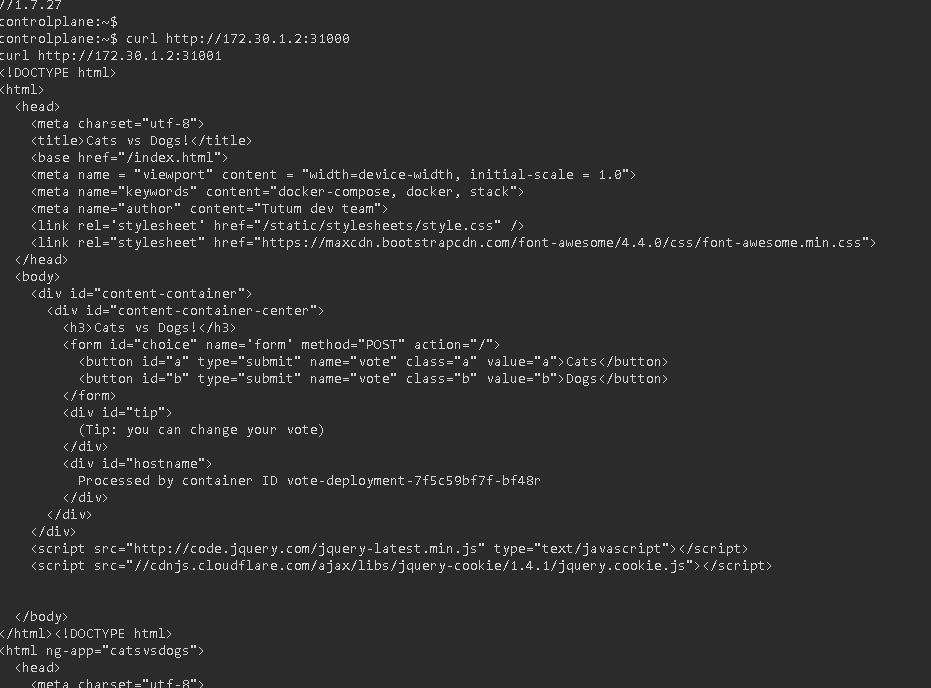 //1.7.27
controlplane:~$
controlplane:~$ curl http://172.30.1.2:31000
curl http://172.30.1.2:31001
<!DOCTYPE html>
<html>
  <head>
    <meta charset="utf-8">
    <title>Cats vs Dogs!</title>
    <base href="/index.html">
    <meta name = "viewport" content = "width=device-width, initial-scale = 1.0">
    <meta name="keywords" content="docker-compose, docker, stack">
    <meta name="author" content="Tutum dev team">
    <link rel='stylesheet' href="/static/stylesheets/style.css" />
    <link rel="stylesheet" href="https://maxcdn.bootstrapcdn.com/font-awesome/4.4.0/css/font-awesome.min.css">
  </head>
  <body>
    <div id="content-container">
      <div id="content-container-center">
        <h3>Cats vs Dogs!</h3>
        <form id="choice" name='form' method="POST" action="/">
          <button id="a" type="submit" name="vote" class="a" value="a">Cats</button>
          <button id="b" type="submit" name="vote" class="b" value="b">Dogs</button>
        </form>
        <div id="tip">
          (Tip: you can change your vote)
        </div>
        <div id="hostname">
          Processed by container ID vote-deployment-7f5c59bf7f-bf48r
        </div>
      </div>
    </div>
    <script src="http://code.jquery.com/jquery-latest.min.js" type="text/javascript"></script>
    <script src="//cdnjs.cloudflare.com/ajax/libs/jquery-cookie/1.4.1/jquery.cookie.js"></script>
  </body>
</html><!DOCTYPE html>
<html ng-app="catsvsdogs">
  <head>
    <meta charset="utf-8">